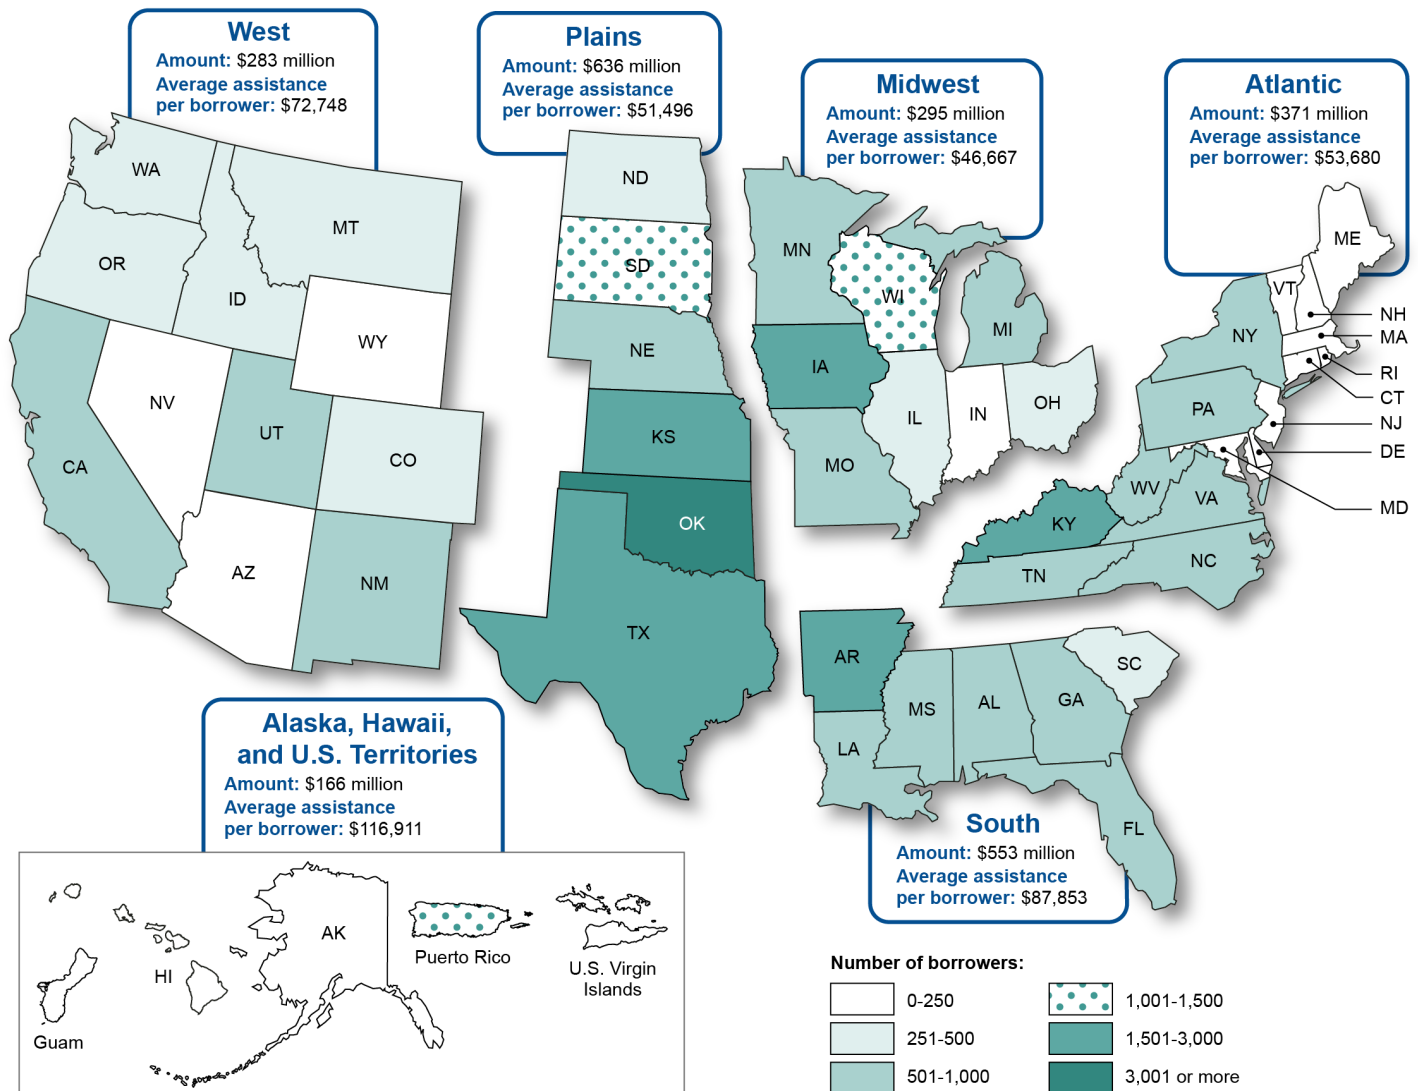 West
Amount: $283 million
Average assistance
per borrower: $72,748
Plains
Amount: $636 million
Average assistance
per borrower: $51,496
Midwest
Amount: $295 million
Average assistance
per borrower: $46,667
Atlantic
Amount: $371 million
Average assistance
per borrower: $53,680
WA
MT
OR
ID
WY
NV
UT
CO
CA
AZ
NM
ND
SD
NE
KS
OK
TX
MN
WI
MI
IA
IL
IN
OH
MO
ME
VT
NH
MA
NY
RI
CT
PA
NJ
DE
MD
WV
VA
KY
TN
NC
AR
SC
MS
AL
GA
LA
FL
South
Amount: $553 million
Average assistance
per borrower: $87,853
Alaska, Hawaii,
and U.S. Territories
Amount: $166 million
Average assistance
per borrower: $116,911
AK
HI
Guam
Puerto Rico
U.S. Virgin
Islands
Number of borrowers:
0-250
251-500
501-1,000
1,001-1,500
1,501-3,000
3,001 or more